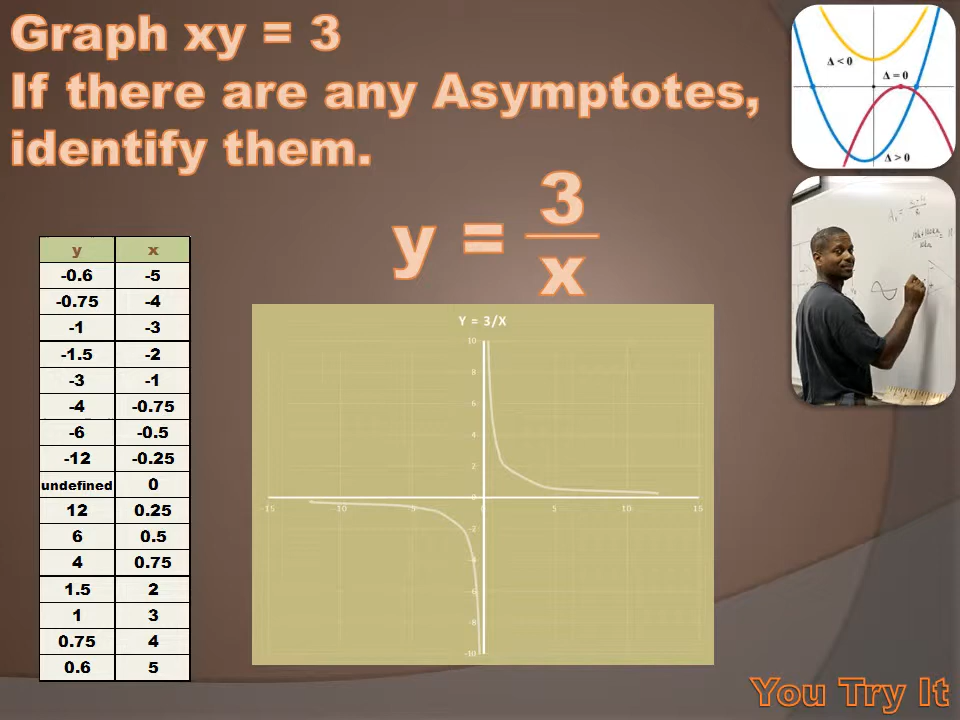 Graph xy = 3
If there are any Asymptotes,
identify them.
y = 3
x
Δ < 0
Δ = 0
Δ > 0
y x
-0.6 -5
-0.75 -4
-1 -3
-1.5 -2
-3 -1
-4 -0.75
-6 -0.5
-12 -0.25
undefined 0
12 0.25
6 0.5
4 0.75
1.5 2
1 3
0.75 4
0.6 5
Y = 3/X
10
8
6
4
2
0
-15 -10 -5 0 5 10 15
-2
-4
-6
-8
-10
You Try It